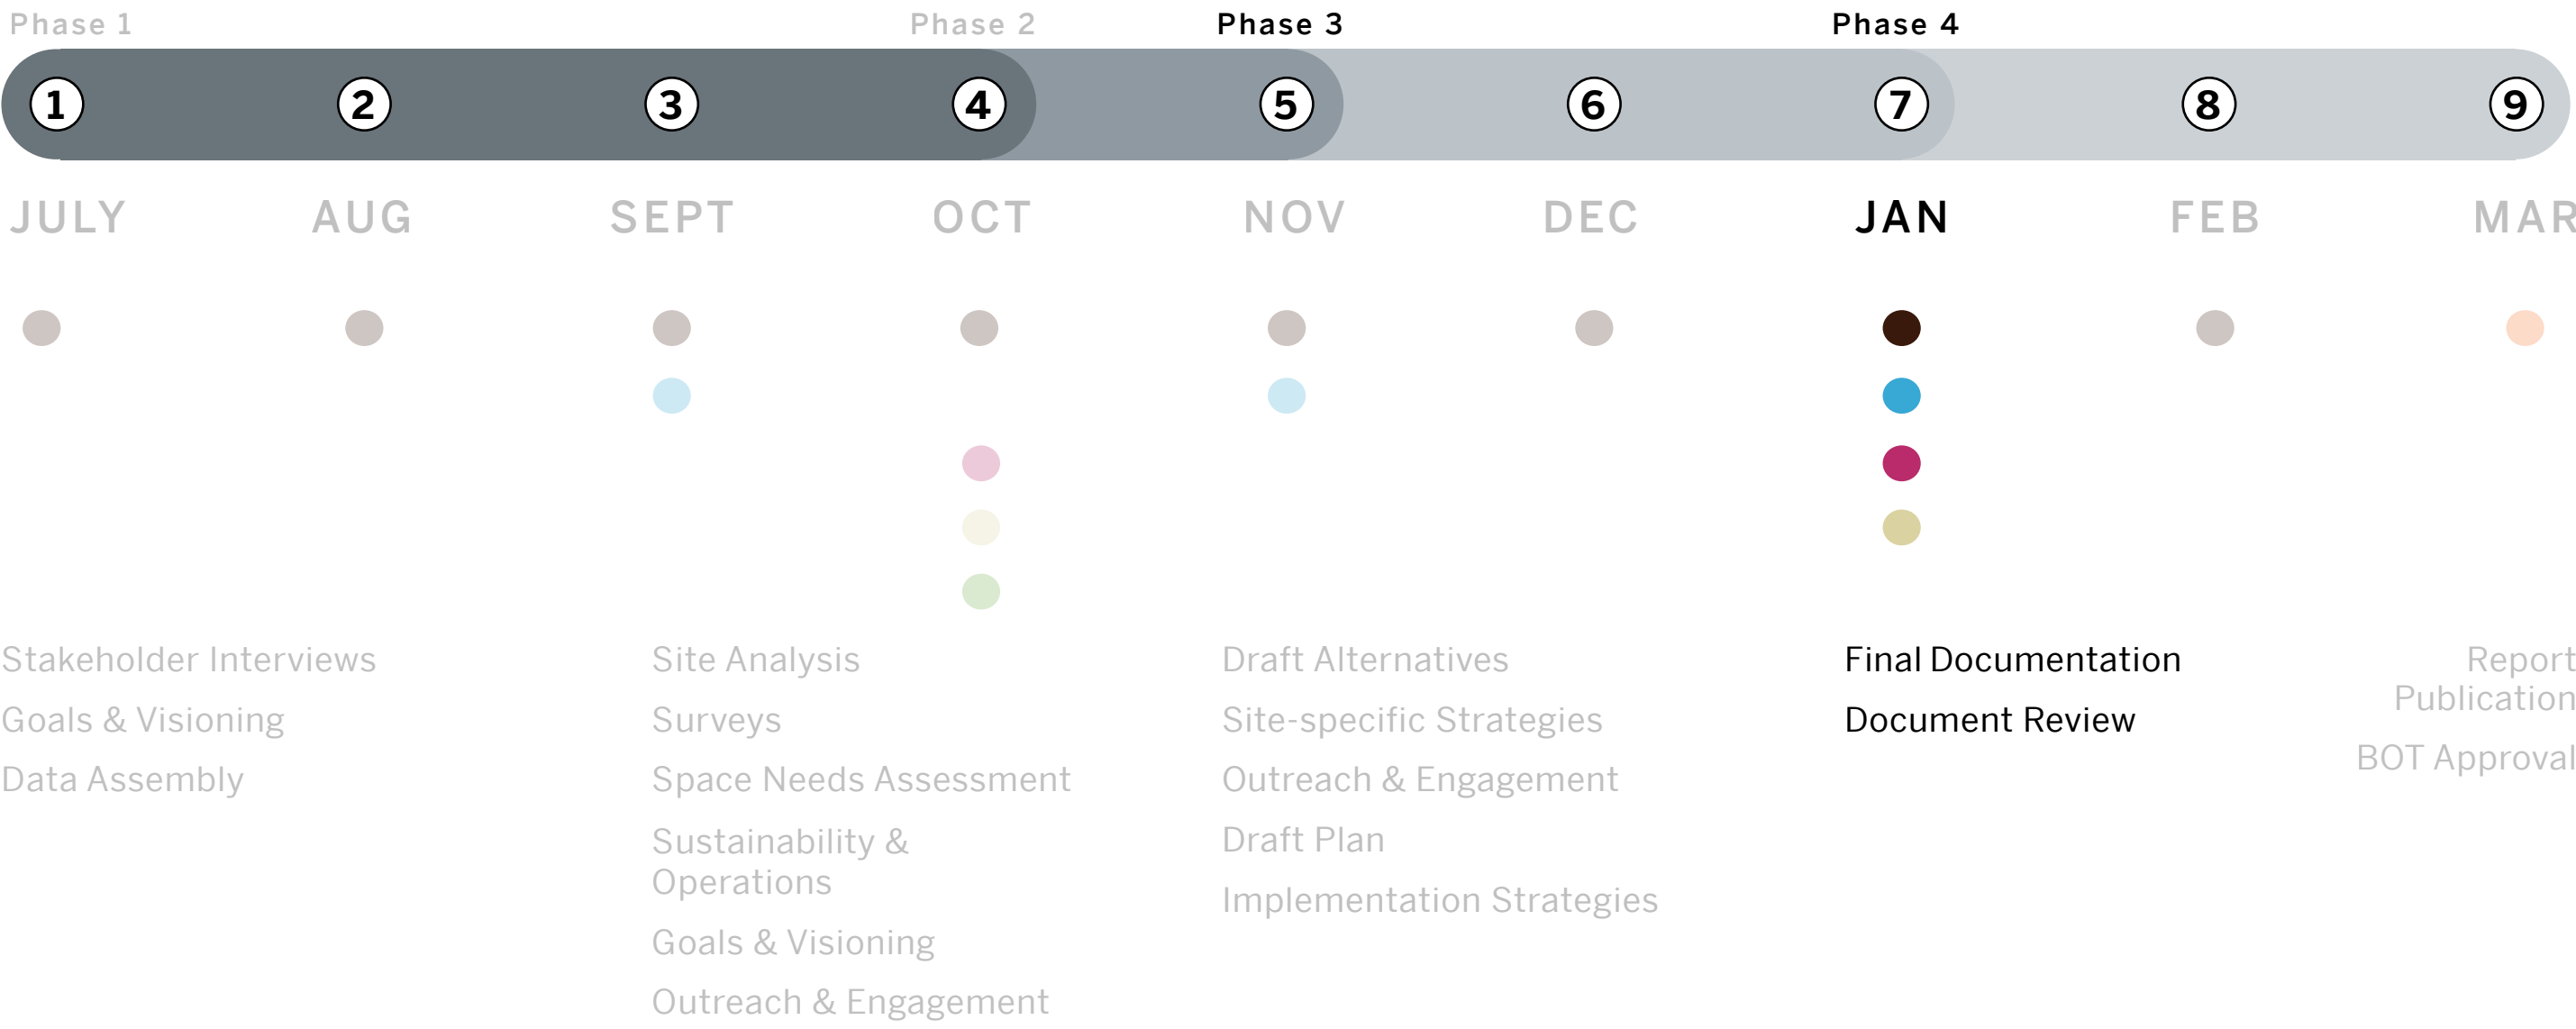 Phase 1
Phase 2
Phase 3
Phase 4
1
2
3
4
5
6
7
8
9
JULY
AUG
SEPT
OCT
NOV
DEC
JAN
FEB
MAR
Stakeholder Interviews
Goals & Visioning
Data Assembly
Site Analysis
Surveys
Space Needs Assessment
Sustainability &
Operations
Goals & Visioning
Outreach & Engagement
Draft Alternatives
Site-specific Strategies
Outreach & Engagement
Draft Plan
Implementation Strategies
Final Documentation
Document Review
Report
Publication
BOT Approval